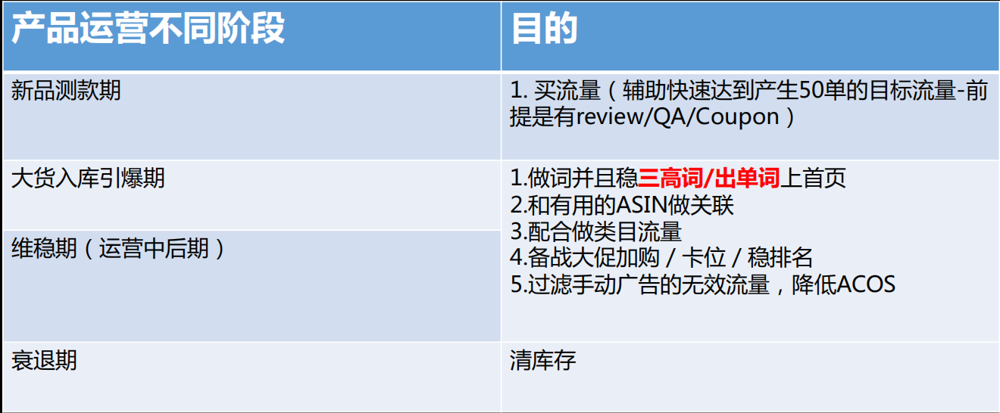 产品运营不同阶段
目的
新品测款期
1. 买流量（辅助快速达到产生50单的目标流量-前
提是有review/QA/Coupon）
大货入库引爆期
1.做词并且稳三高词/出单词上首页
2.和有用的ASIN做关联
3.配合做类目流量
4.备战大促加购／卡位／稳排名
5.过滤手动广告的无效流量，降低ACOS
维稳期（运营中后期）
衰退期
清库存